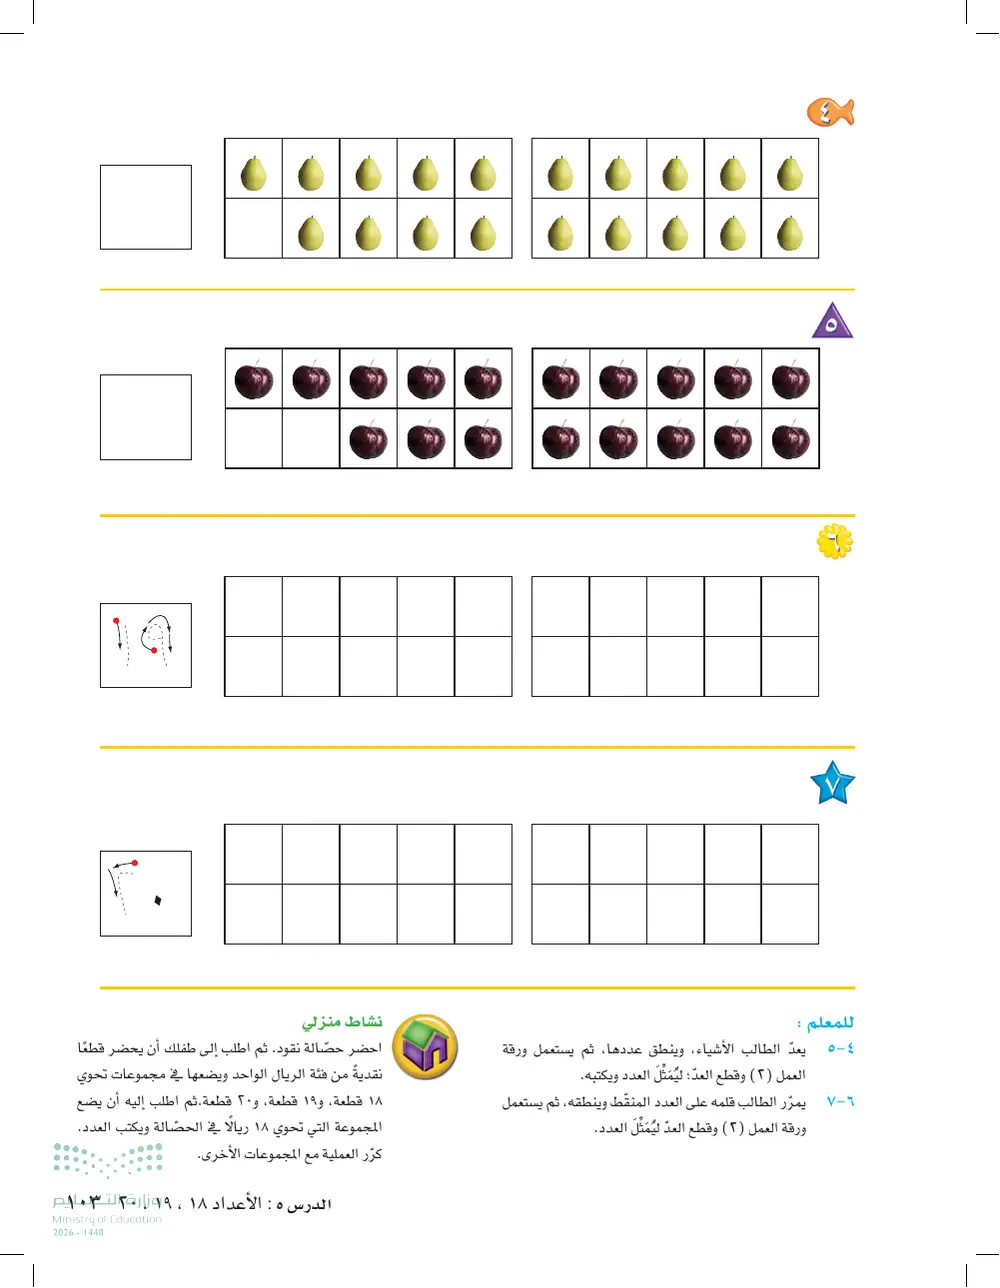 ٤
٥
٦
١٩
٧
٢٠
للمعلم :
٤-٥ يعدّ الطالب الأشياء، وينطق عددها، ثم يستعمل ورقة
العمل (٢) وقطع العدّ؛ ليُمَثِّلَ العدد ويكتبه.
٦-٧ يمرّر الطالب قلمه على العدد المنقّط وينطقه، ثم يستعمل
ورقة العمل (٢) وقطع العدّ ليُمَثِّلَ العدد.
نشاط منزلي
احضر حصّالة نقود. ثم اطلب إلى طفلك أن يحضر قطعًا
نقديةً من فئة الريال الواحد ويضعها في مجموعات تحوي
١٨ قطعة، و١٩ قطعة، و٢٠ قطعة.ثم اطلب إليه أن يضع
المجموعة التي تحوي ١٨ ريالًا في الحصّالة ويكتب العدد.
كرّر العملية مع المجموعات الأخرى.
الدرس ٥ : الأعداد ١٨ ، ١٩ ، ٢٠ ١٠٣
وزارة التعليم
Ministry of Education
2026 - 1448